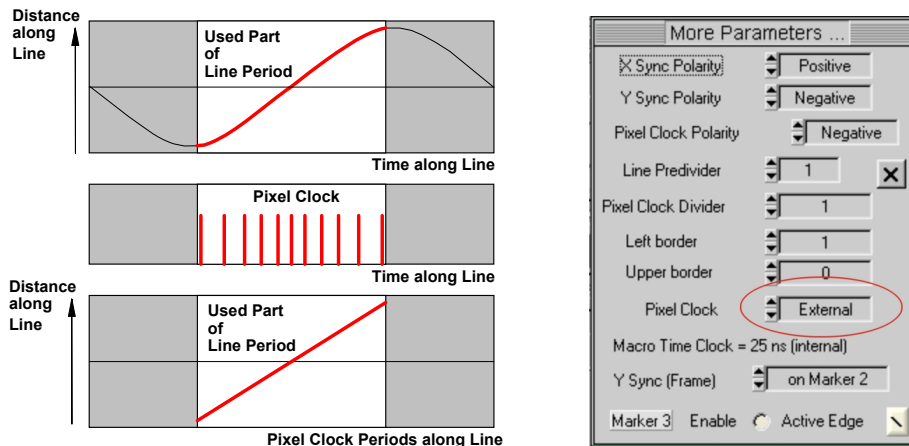 Distance
along
Line
Used Part
of
Line Period
Time along Line
Pixel Clock
Time along Line
Distance
along
Line
Used Part
of
Line Period
Pixel Clock Periods along Line
More Parameters ...
X Sync Polarity Positive
Y Sync Polarity Negative
Pixel Clock Polarity Negative
Line Predivider 1
Pixel Clock Divider 1
Left border 1
Upper border 0
Pixel Clock External
Macro Time Clock = 25 ns (internal)
Y Sync (Frame) on Marker 2
Marker 3 Enable Active Edge